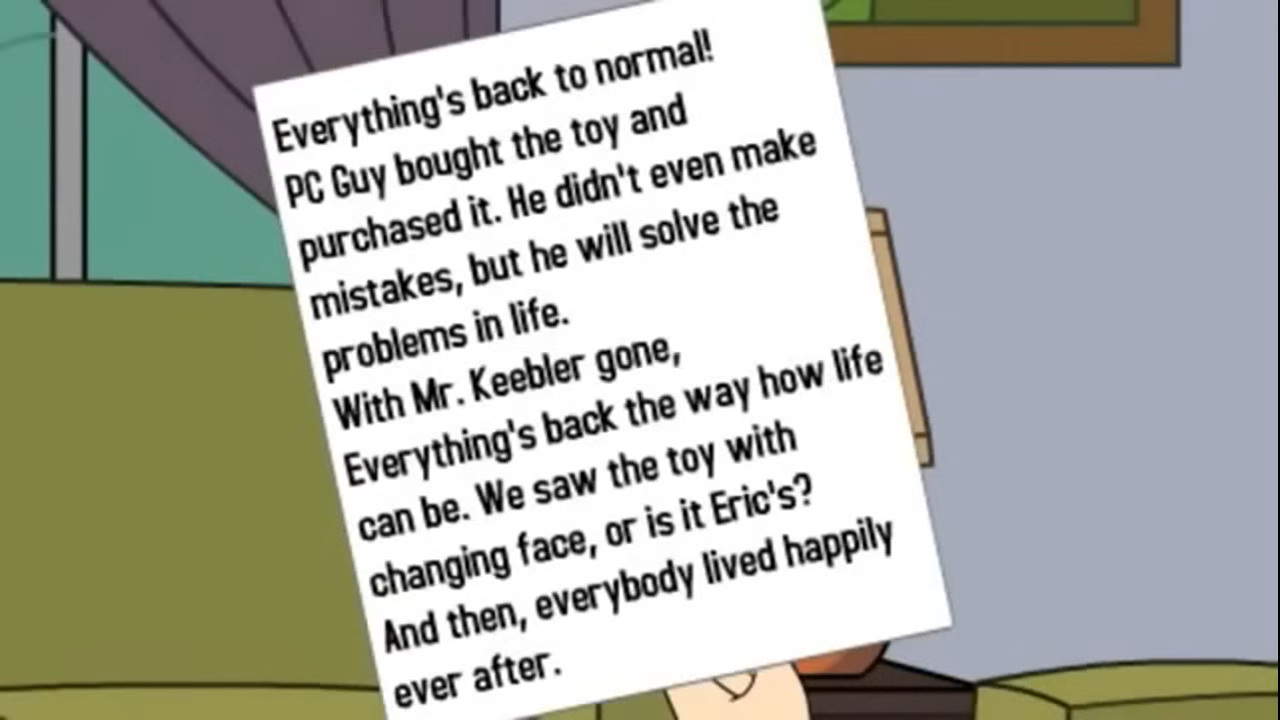 Everything's back to normal!
PC Guy bought the toy and
purchased it. He didn't even make
mistakes, but he will solve the
problems in life.
With Mr. Keebler gone,
Everything's back the way how life
can be. We saw the toy with
changing face, or is it Eric's?
And then, everybody lived happily
ever after.